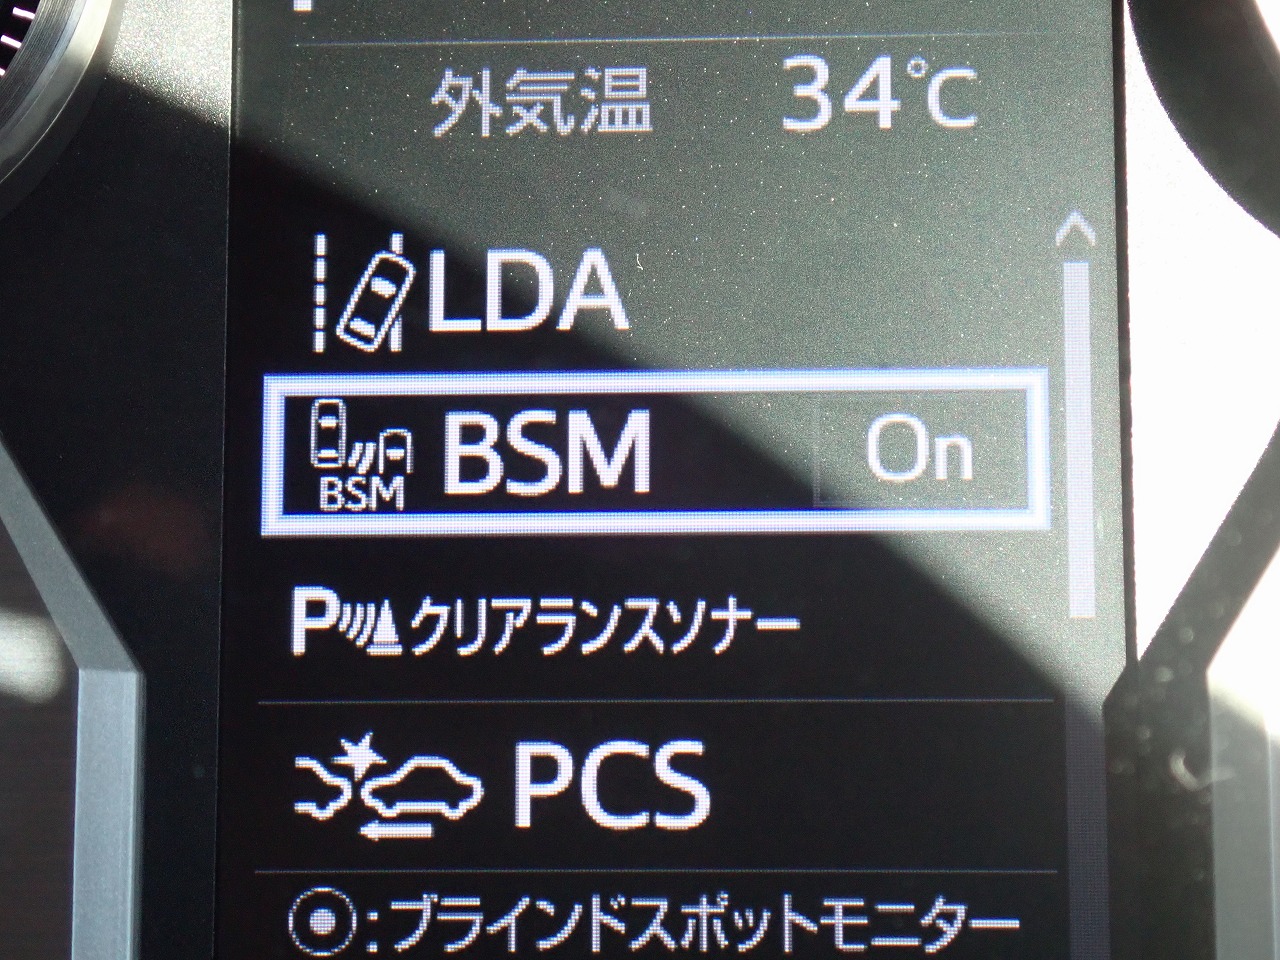 外気温 34℃
LDA
BSM On
BSM
Pクリアランスソナー
PCS
:ブラインドスポットモニター